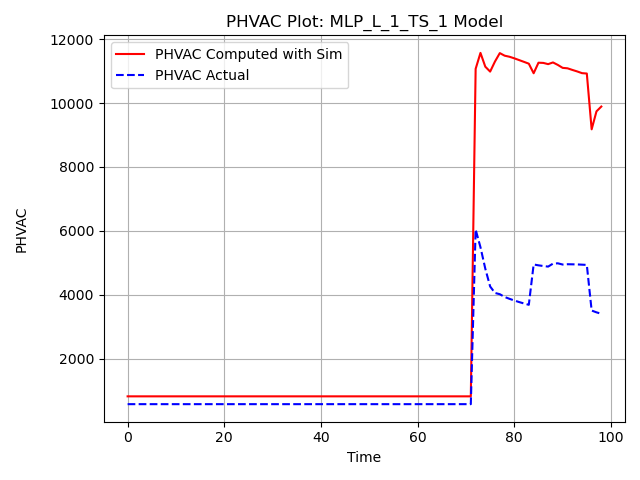 PHVAC Plot: MLP_L_1_TS_1 Model
PHVAC Computed with Sim
PHVAC Actual
12000
10000
8000
6000
4000
2000
PHVAC
0 20 40 60 80 100
Time